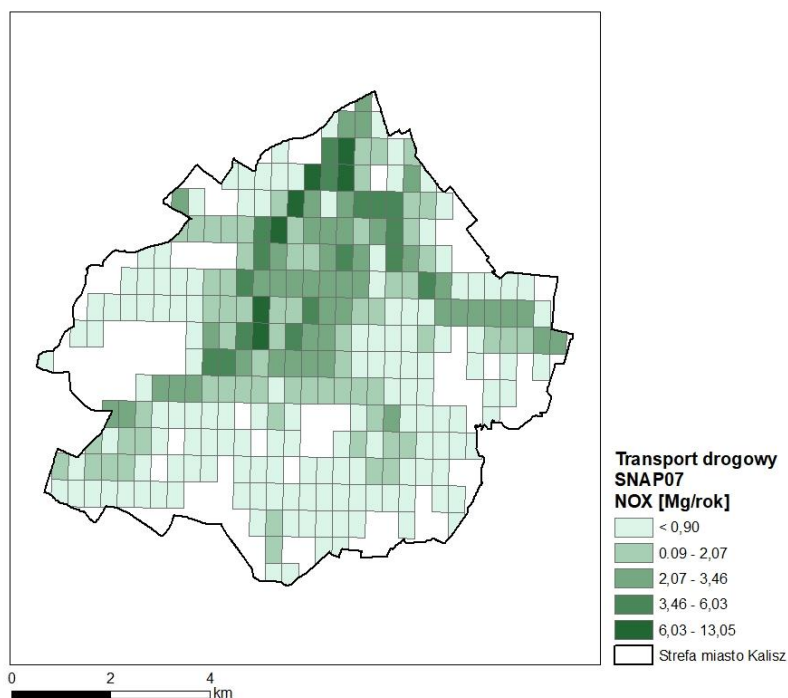 Transport drogowy
SNAP07
NOX [Mg/rok]
< 0,90
0.09 - 2,07
2,07 - 3,46
3,46 - 6,03
6,03 - 13,05
Strefa miasto Kalisz
0 2 4
km